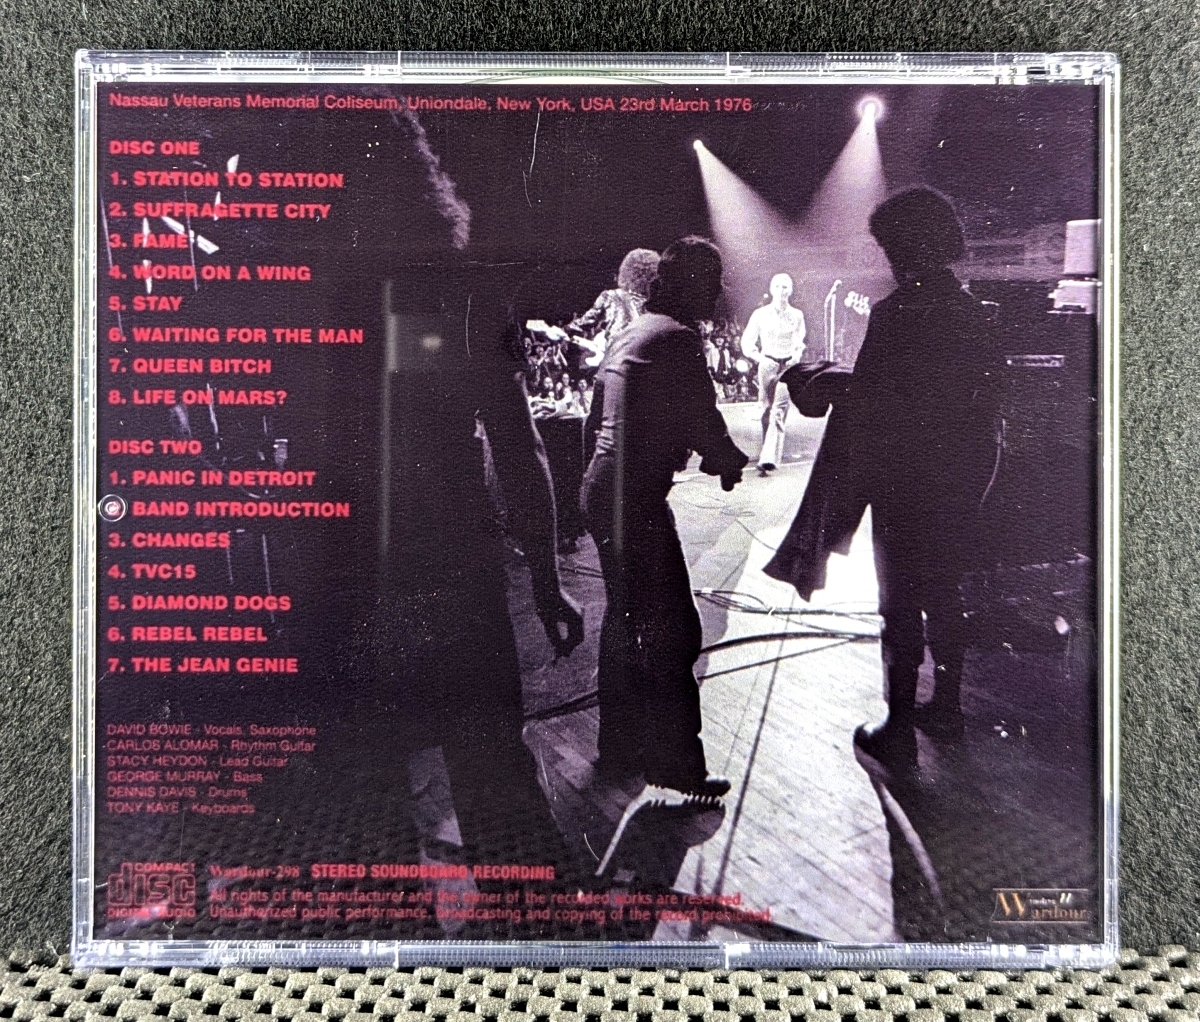 Nassau Veterans Memorial Coliseum, Uniondale, New York, USA 23rd March 1976
DISC ONE
1. STATION TO STATION
2. SUFFRAGETTE CITY
3. FAME
4. WORD ON A WING
5. STAY
6. WAITING FOR THE MAN
7. QUEEN BITCH
8. LIFE ON MARS?
DISC TWO
1. PANIC IN DETROIT
BAND INTRODUCTION
3. CHANGES
4. TVC15
5. DIAMOND DOGS
6. REBEL REBEL
7. THE JEAN GENIE
DAVID BOWIE - Vocals, Saxophone
CARLOS ALOMAR - Rhythm Guitar
STACY HEYDON - Lead Guitar
GEORGE MURRAY - Bass
DENNIS DAVIS - Drums
TONY KAYE - Keyboards
COMPACT
disc
DIGITAL AUDIO
Wardour-298 STEREO SOUNDBOARD RECORDING
All rights of the manufacturer and the owner of the recorded works are reserved.
Unauthorized public performance, broadcasting and copying of the record prohibited.
Wardour